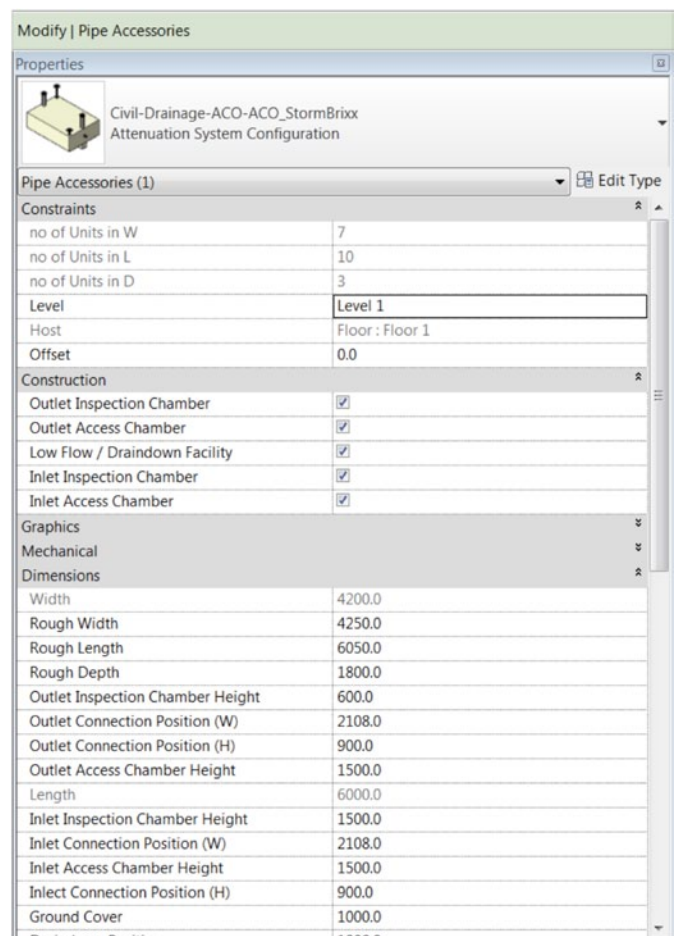 Modify | Pipe Accessories
Properties
Civil-Drainage-ACO-ACO_StormBrixx
Attenuation System Configuration
Pipe Accessories (1) Edit Type
Constraints
no of Units in W 7
no of Units in L 10
no of Units in D 3
Level Level 1
Host Floor : Floor 1
Offset 0.0
Construction
Outlet Inspection Chamber
Outlet Access Chamber
Low Flow / Draindown Facility
Inlet Inspection Chamber
Inlet Access Chamber
Graphics
Mechanical
Dimensions
Width 4200.0
Rough Width 4250.0
Rough Length 6050.0
Rough Depth 1800.0
Outlet Inspection Chamber Height 600.0
Outlet Connection Position (W) 2108.0
Outlet Connection Position (H) 900.0
Outlet Access Chamber Height 1500.0
Length 6000.0
Inlet Inspection Chamber Height 1500.0
Inlet Connection Position (W) 2108.0
Inlet Access Chamber Height 1500.0
Inlect Connection Position (H) 900.0
Ground Cover 1000.0